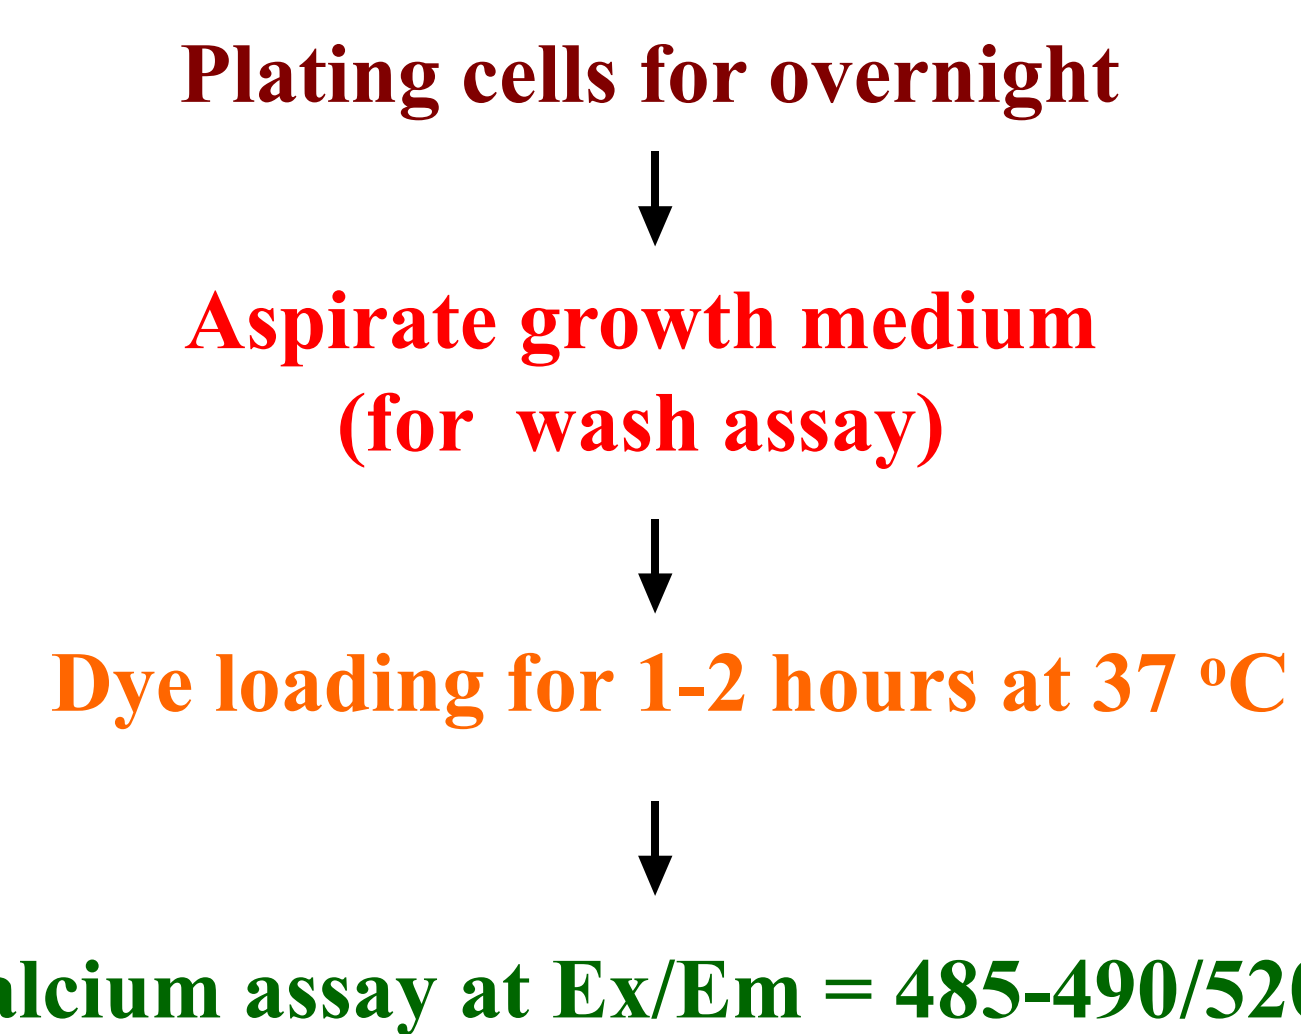 Plating cells for overnight
Aspirate growth medium
(for wash assay)
Dye loading for 1-2 hours at 37 ºC
alcium assay at Ex/Em = 485-490/520